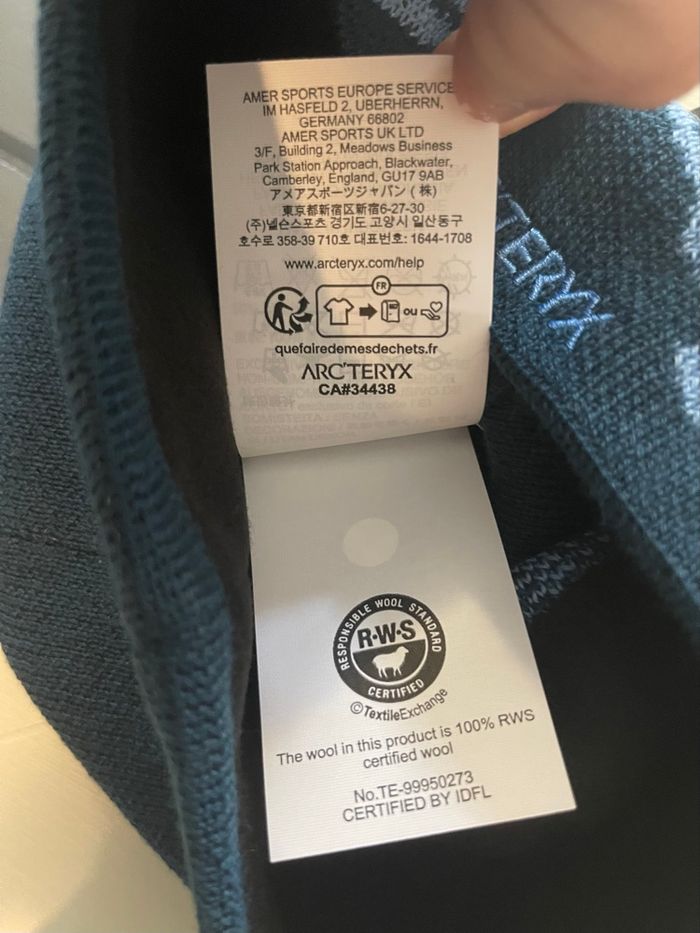 AMER SPORTS EUROPE SERVICE
IM HASFELD 2, UBERHERRN,
GERMANY 66802
AMER SPORTS UK LTD
3/F, Building 2, Meadows Business
Park Station Approach, Blackwater,
Camberley, England, GU17 9AB
アメアスポーツジャパン (株)
東京都新宿区新宿6-27-30
(주)넬슨스포츠 경기도 고양시 일산동구
호수로 358-39 710호 대표번호: 1644-1708
www.arcteryx.com/help
FR
ou
quefairedemesdechets.fr
ARC'TERYX
CA#34438
TERYX
RESPONSIBLE WOOL STANDARD
R·W·S
CERTIFIED
©TextileExchange
The wool in this product is 100% RWS
certified wool
No.TE-99950273
CERTIFIED BY IDFL